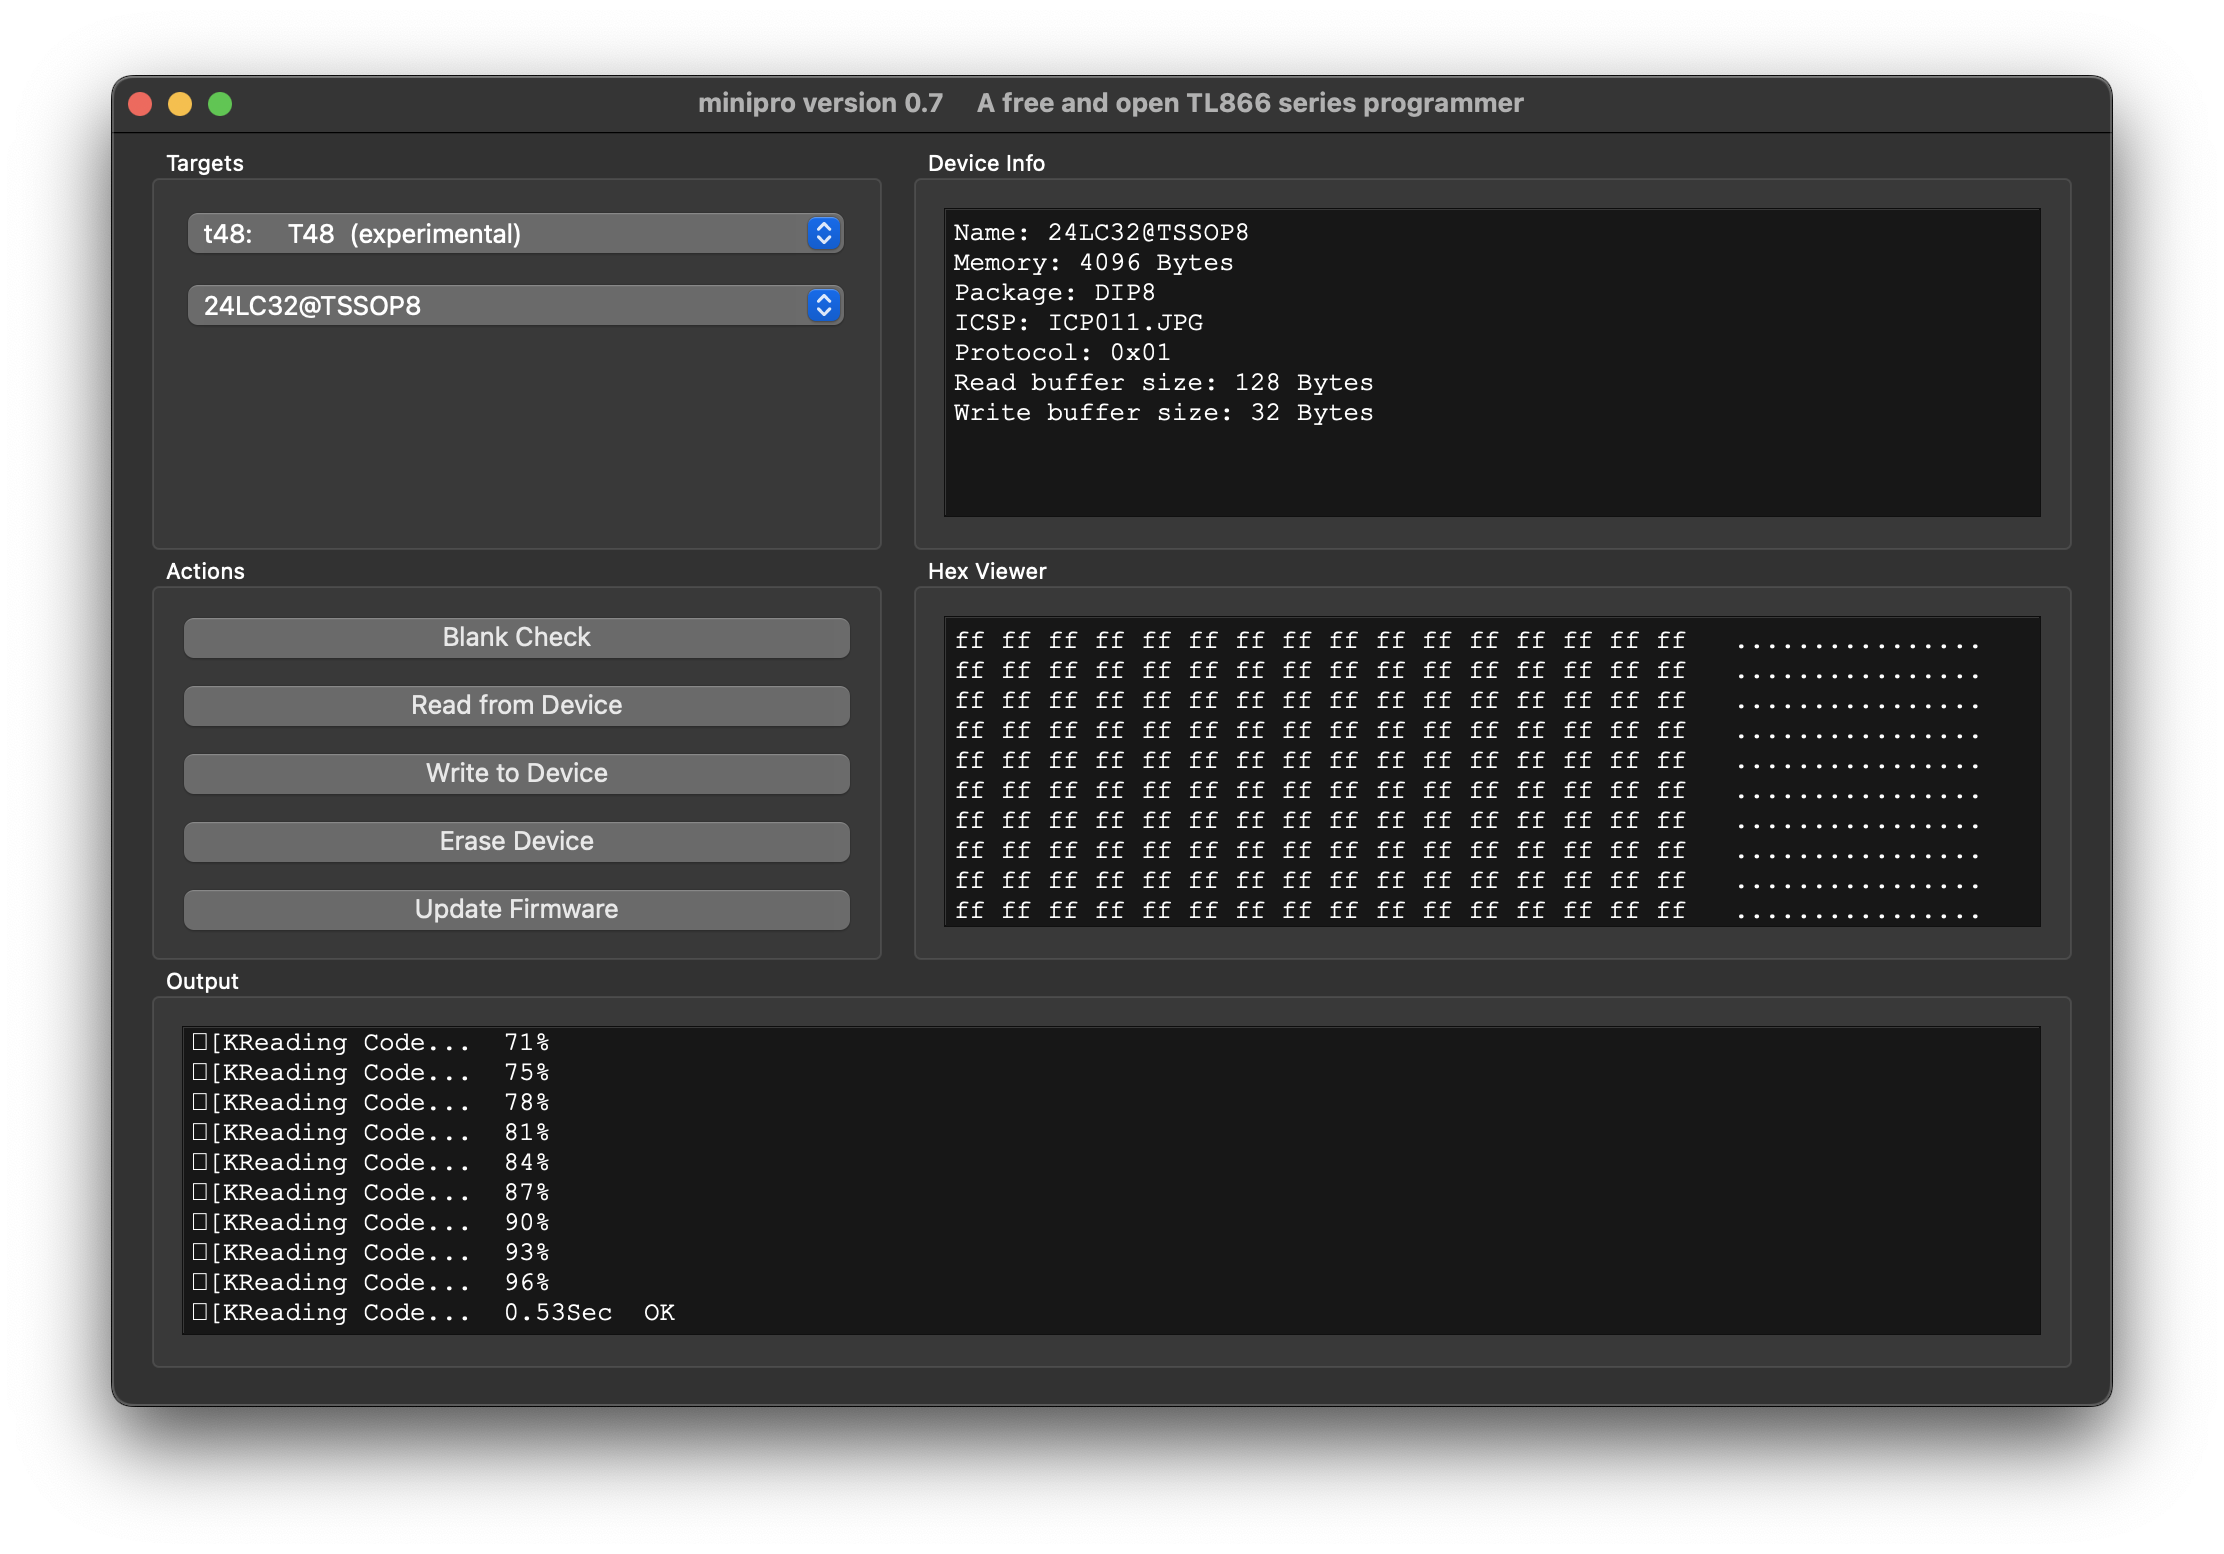 minipro version 0.7     A free and open TL866 series programmer
Targets
t48:    T48  (experimental)
24LC32@TSSOP8
Device Info
Name: 24LC32@TSSOP8
Memory: 4096 Bytes
Package: DIP8
ICSP: ICP011.JPG
Protocol: 0x01
Read buffer size: 128 Bytes
Write buffer size: 32 Bytes
Actions
Blank Check
Read from Device
Write to Device
Erase Device
Update Firmware
Hex Viewer
ff ff ff ff ff ff ff ff ff ff ff ff ff ff ff ff   ................
ff ff ff ff ff ff ff ff ff ff ff ff ff ff ff ff   ................
ff ff ff ff ff ff ff ff ff ff ff ff ff ff ff ff   ................
ff ff ff ff ff ff ff ff ff ff ff ff ff ff ff ff   ................
ff ff ff ff ff ff ff ff ff ff ff ff ff ff ff ff   ................
ff ff ff ff ff ff ff ff ff ff ff ff ff ff ff ff   ................
ff ff ff ff ff ff ff ff ff ff ff ff ff ff ff ff   ................
ff ff ff ff ff ff ff ff ff ff ff ff ff ff ff ff   ................
ff ff ff ff ff ff ff ff ff ff ff ff ff ff ff ff   ................
ff ff ff ff ff ff ff ff ff ff ff ff ff ff ff ff   ................
Output
□[KReading Code...  71%
□[KReading Code...  75%
□[KReading Code...  78%
□[KReading Code...  81%
□[KReading Code...  84%
□[KReading Code...  87%
□[KReading Code...  90%
□[KReading Code...  93%
□[KReading Code...  96%
□[KReading Code...  0.53Sec  OK